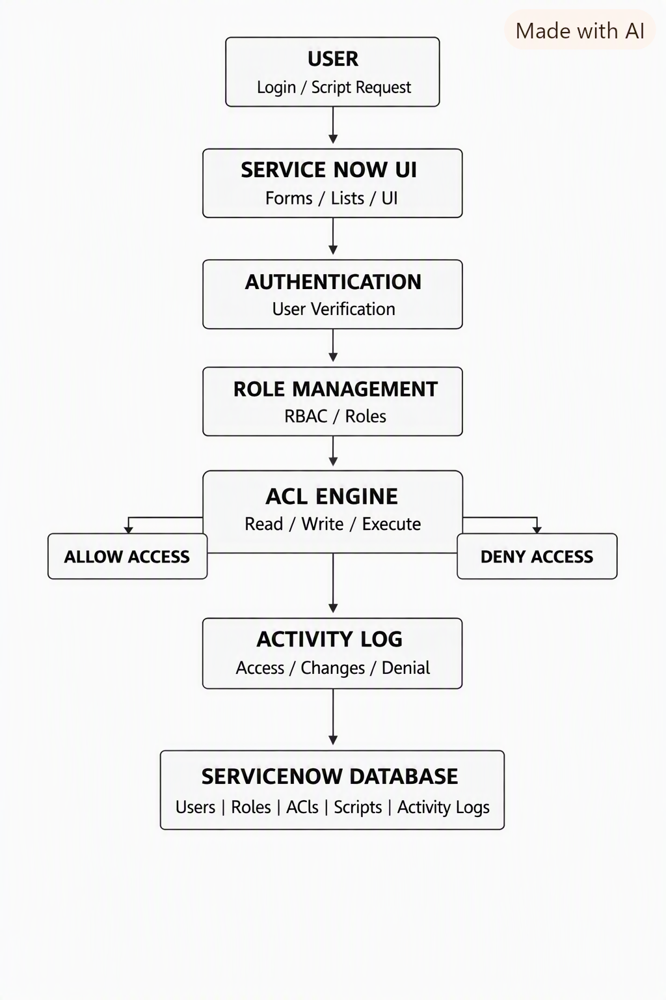 Made with AI
USER
Login / Script Request
SERVICE NOW UI
Forms / Lists / UI
AUTHENTICATION
User Verification
ROLE MANAGEMENT
RBAC / Roles
ACL ENGINE
Read / Write / Execute
ALLOW ACCESS
DENY ACCESS
ACTIVITY LOG
Access / Changes / Denial
SERVICENOW DATABASE
Users | Roles | ACls | Scripts | Activity Logs